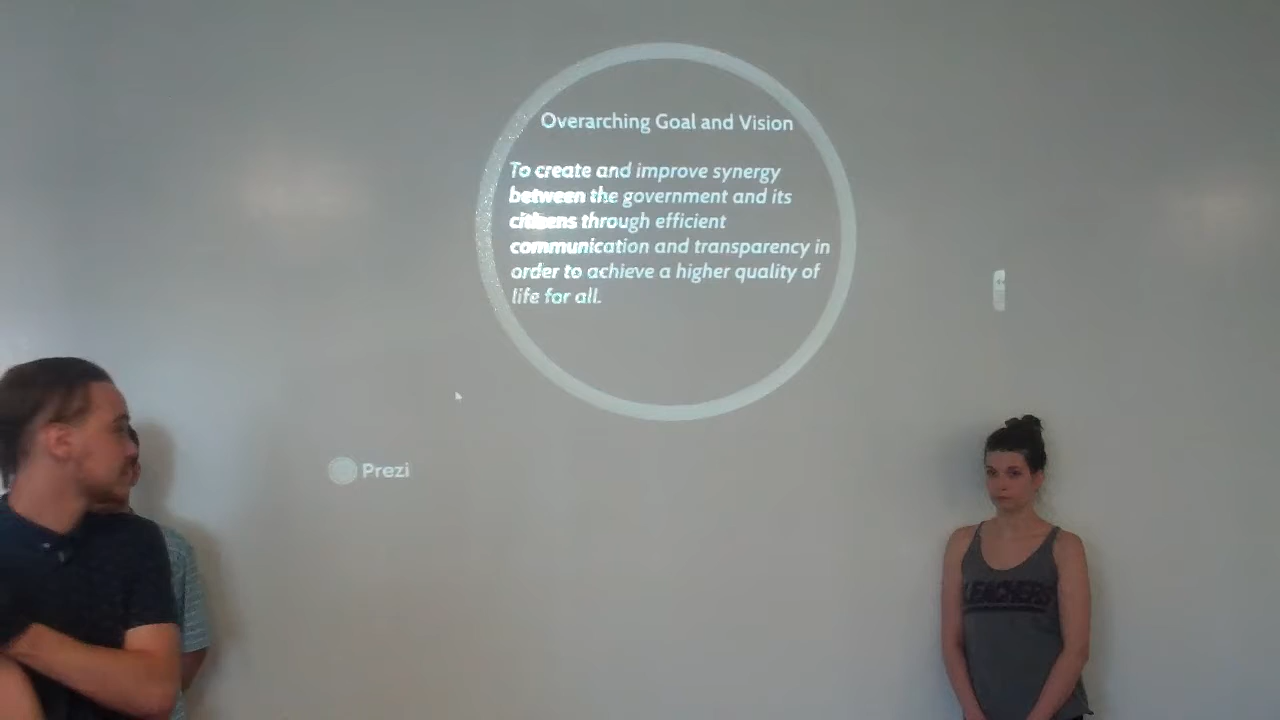 Overarching Goal and Vision
To create and improve synergy
between the government and its
citizens through efficient
communication and transparency in
order to achieve a higher quality of
life for all.
Prezi